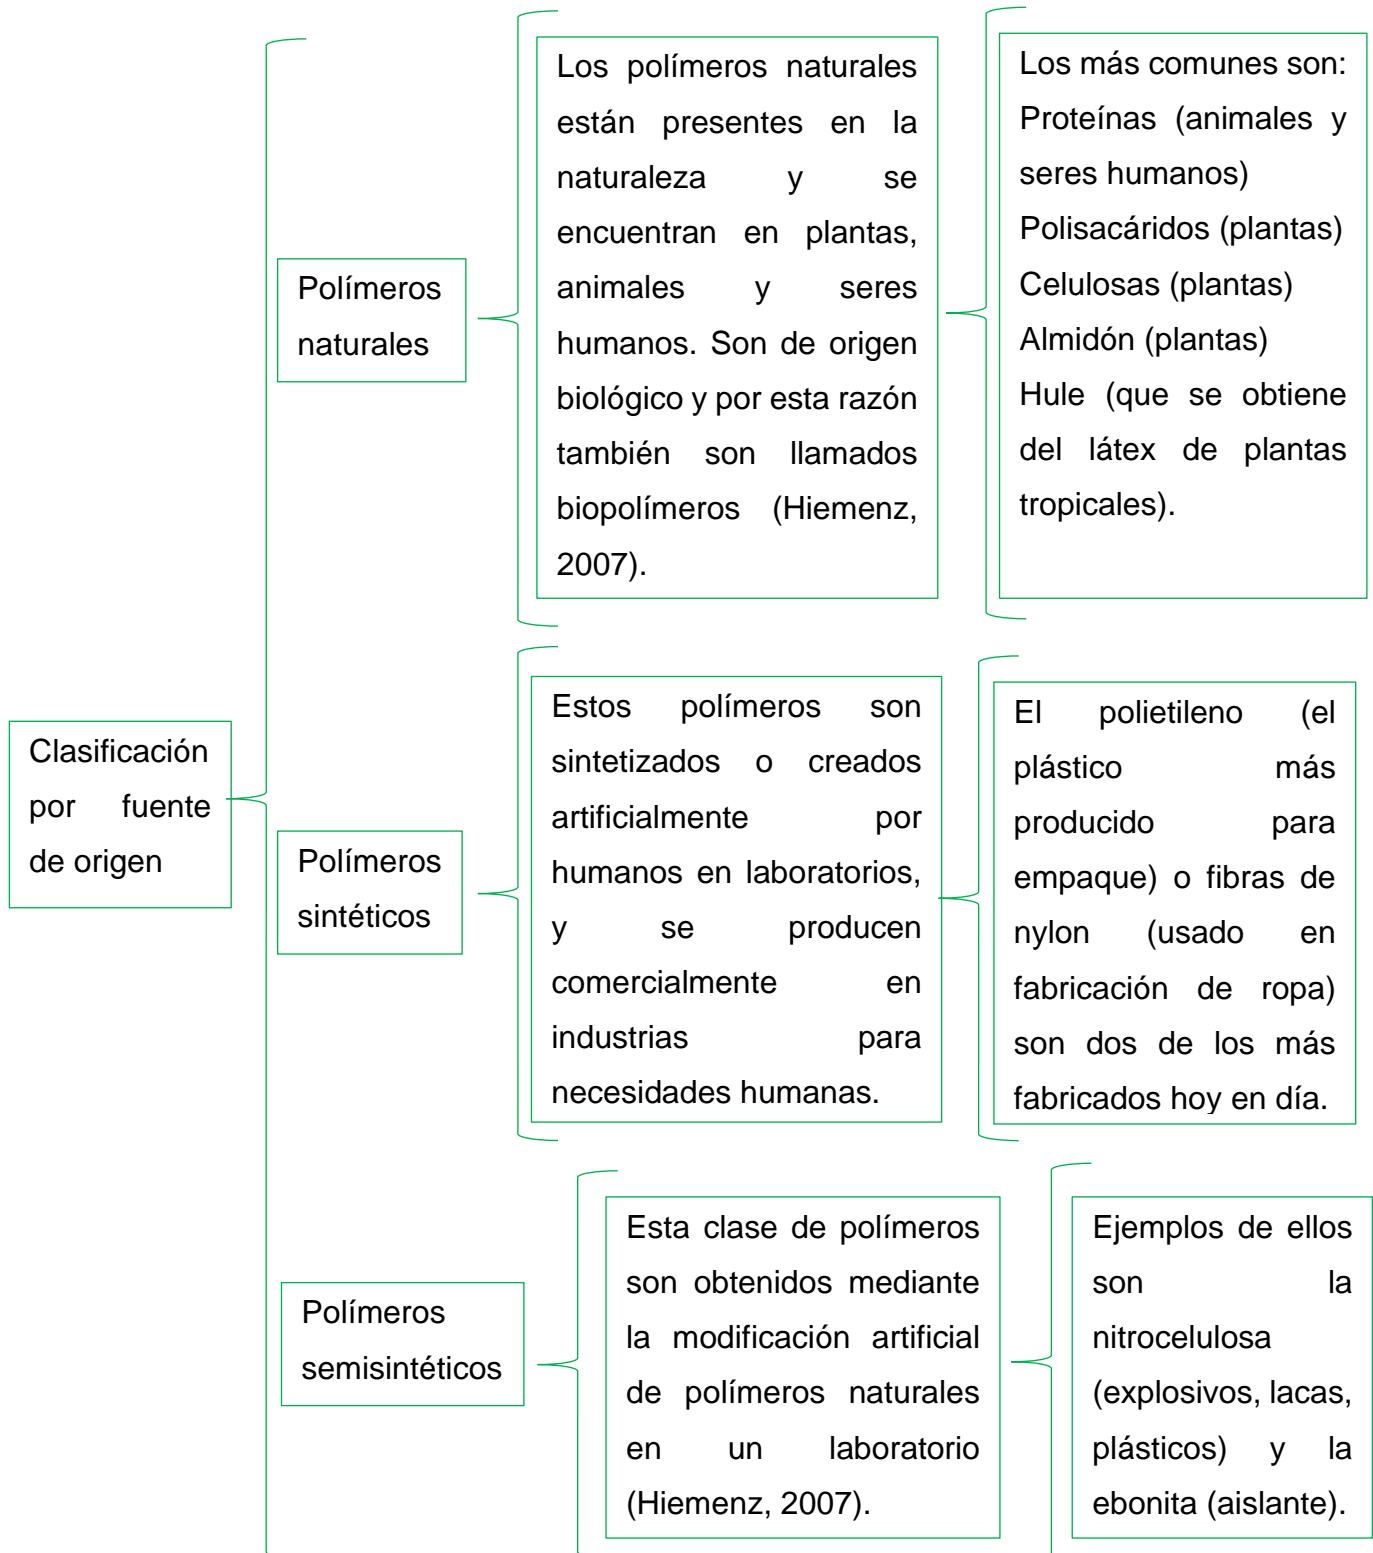 Clasificación
por fuente
de origen
Polímeros
naturales
Los polímeros naturales
están presentes en la
naturaleza y se
encuentran en plantas,
animales y seres
humanos. Son de origen
biológico y por esta razón
también son llamados
biopolímeros (Hiemenz,
2007).
Los más comunes son:
Proteínas (animales y
seres humanos)
Polisacáridos (plantas)
Celulosas (plantas)
Almidón (plantas)
Hule (que se obtiene
del látex de plantas
tropicales).
Polímeros
sintéticos
Estos polímeros son
sintetizados o creados
artificialmente por
humanos en laboratorios,
y se producen
comercialmente en
industrias para
necesidades humanas.
El polietileno (el
plástico más
producido para
empaque) o fibras de
nylon (usado en
fabricación de ropa)
son dos de los más
fabricados hoy en día.
Polímeros
semisintéticos
Esta clase de polímeros
son obtenidos mediante
la modificación artificial
de polímeros naturales
en un laboratorio
(Hiemenz, 2007).
Ejemplos de ellos
son la
nitrocelulosa
(explosivos, lacas,
plásticos) y la
ebonita (aislante).